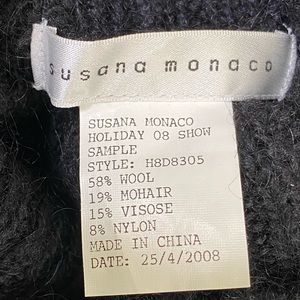 susana monaco
SUSANA MONACO
HOLIDAY 08 SHOW
SAMPLE
STYLE: H8D8305
58% WOOL
19% MOHAIR
15% VISOSE
8% NYLON
MADE IN CHINA
DATE: 25/4/2008